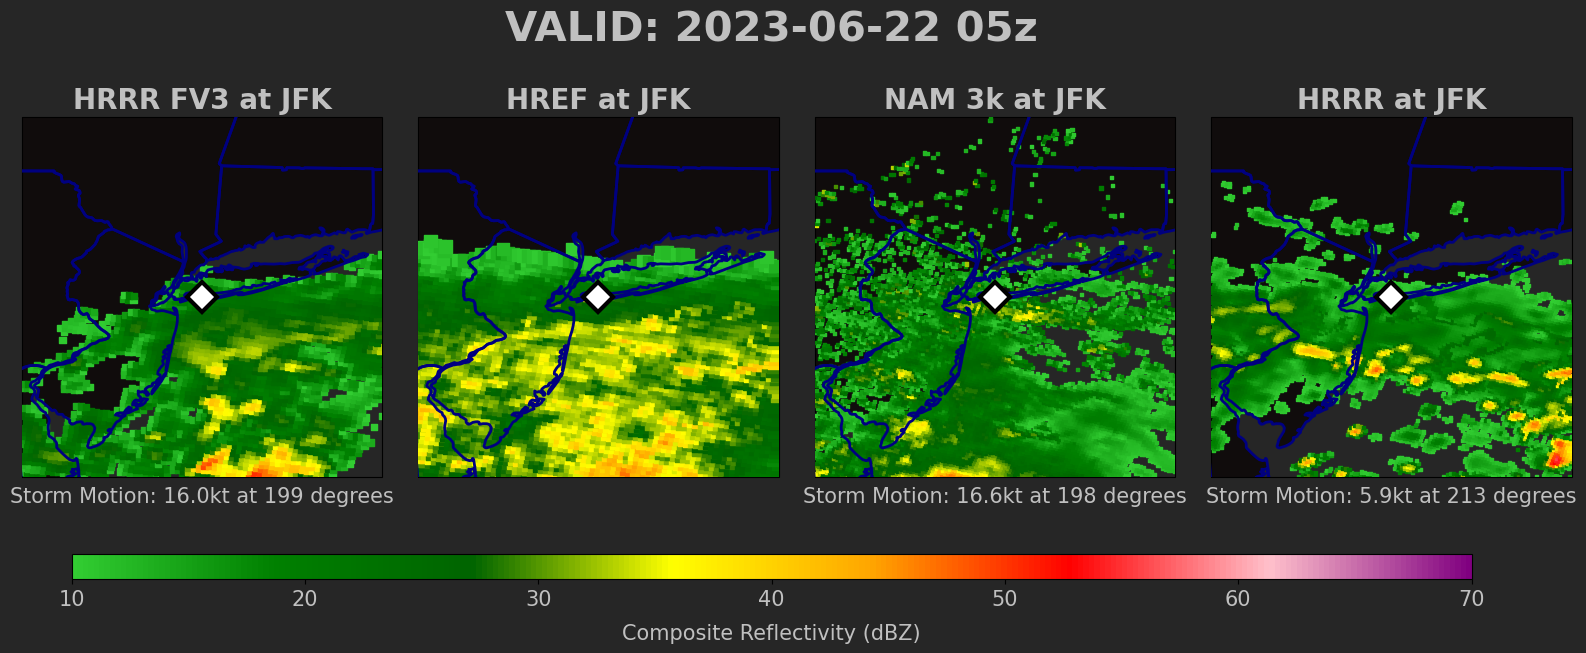 VALID: 2023-06-22 05z
HRRR FV3 at JFK
HREF at JFK
NAM 3k at JFK
HRRR at JFK
Storm Motion: 16.0kt at 199 degrees
Storm Motion: 16.6kt at 198 degrees
Storm Motion: 5.9kt at 213 degrees
10 20 30 40 50 60 70
Composite Reflectivity (dBZ)